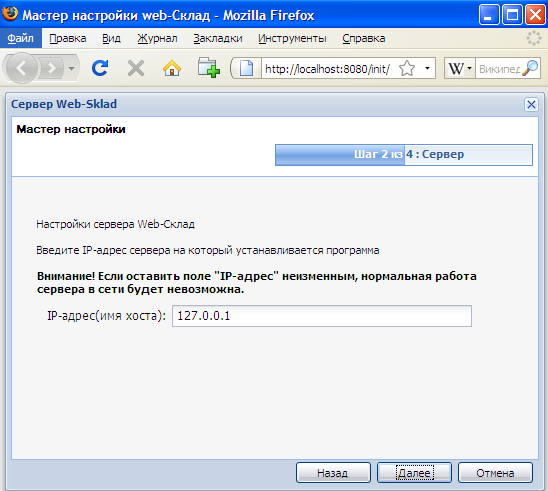 Мастер настройки web-Склад - Mozilla Firefox
Файл Правка Вид Журнал Закладки Инструменты Справка
http://localhost:8080/init/ W Википед
Сервер Web-Sklad
Мастер настройки
Шаг 2 из 4 : Сервер
Настройки сервера Web-Склад
Введите IP-адрес сервера на который устанавливается программа
Внимание! Если оставить поле "IP-адрес" неизменным, нормальная работа
сервера в сети будет невозможна.
IP-адрес(имя хоста): 127.0.0.1
Назад Далее Отмена